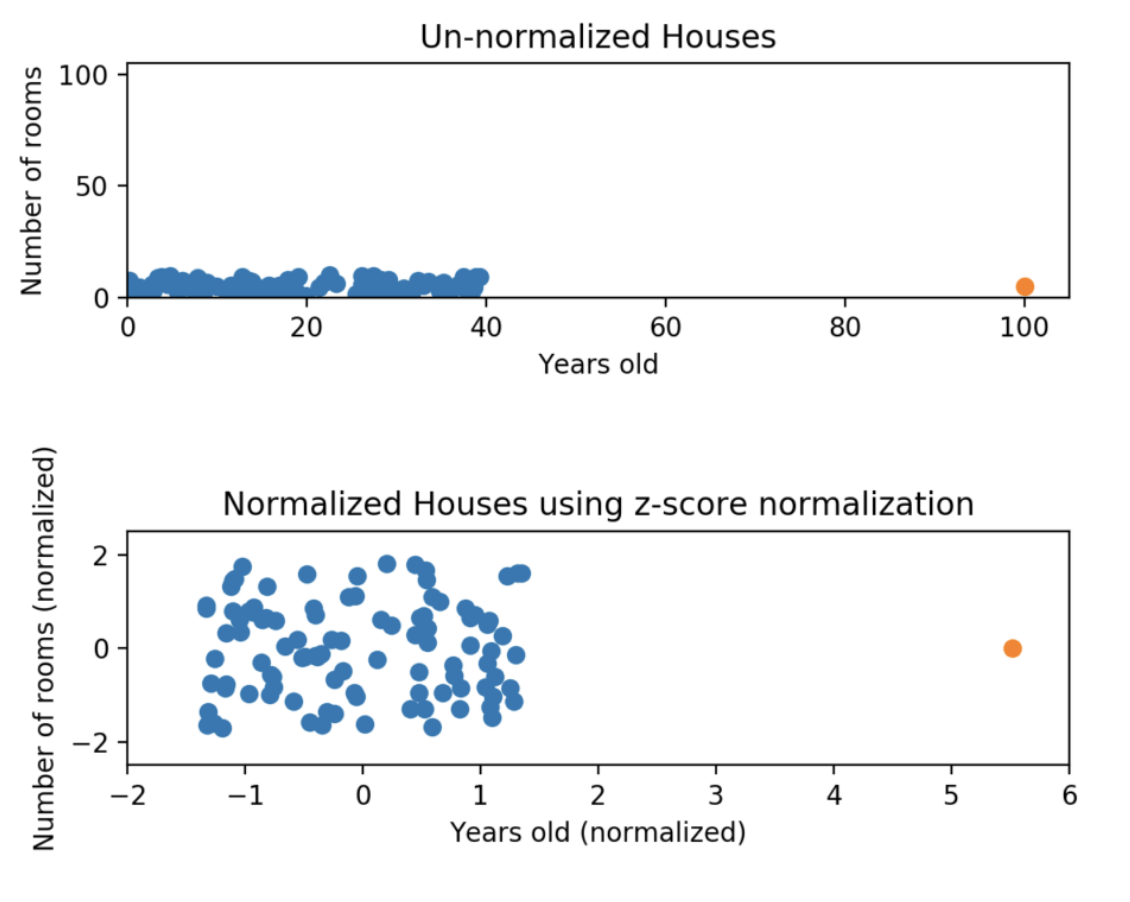 Un-normalized Houses
Number of rooms
100
50
0
0 20 40 60 80 100
Years old
Normalized Houses using z-score normalization
Number of rooms (normalized)
2
0
−2
−2 −1 0 1 2 3 4 5 6
Years old (normalized)